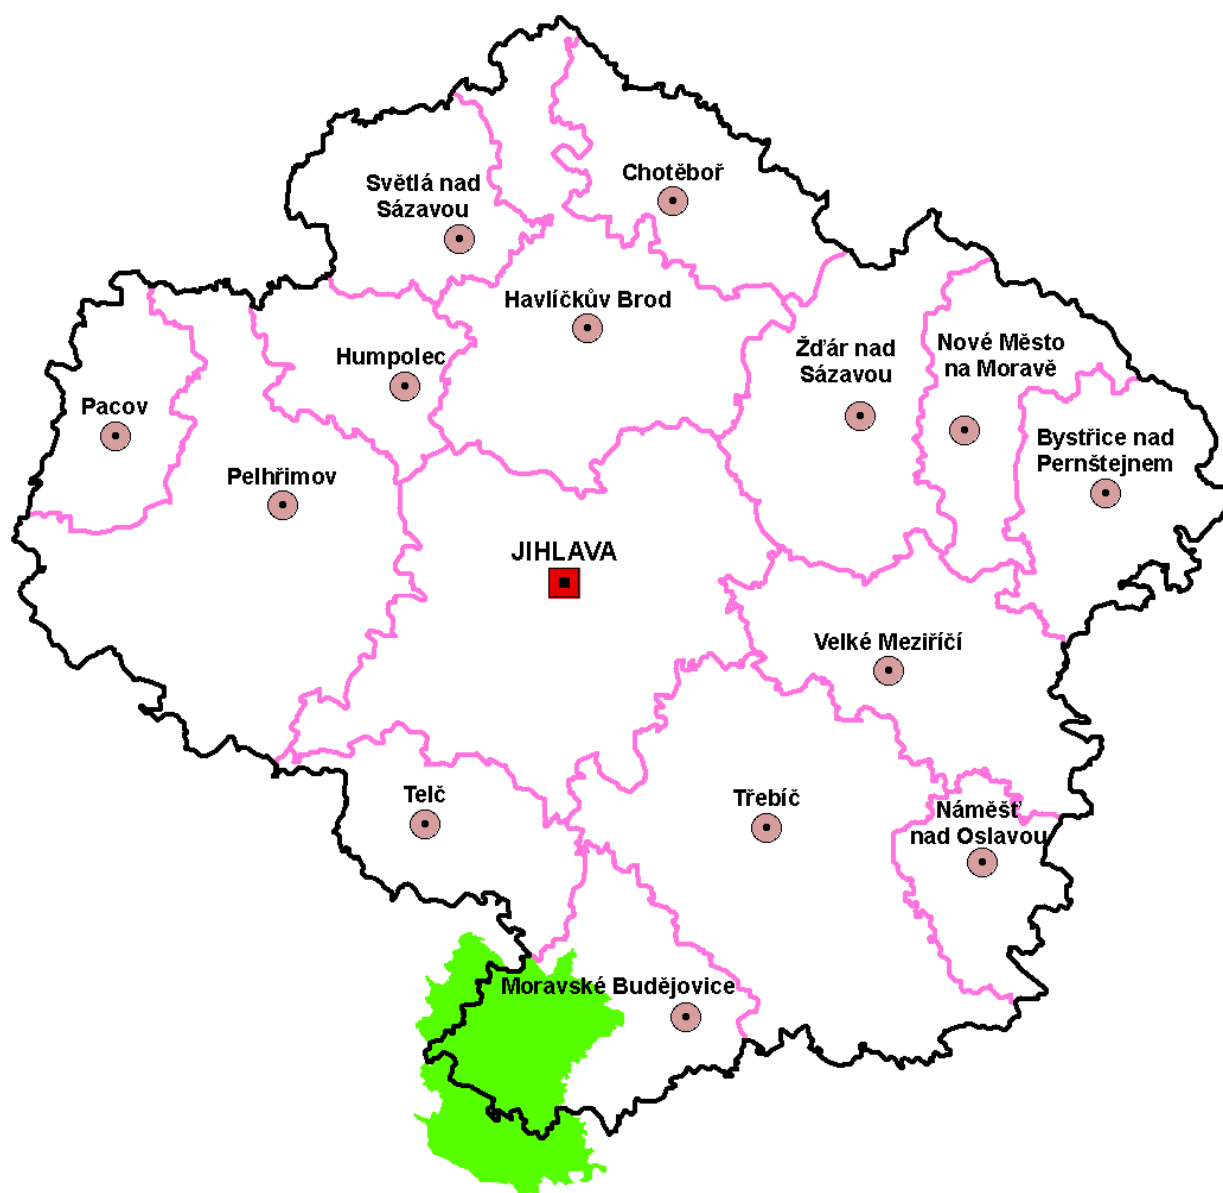 Chotěboř
Světlá nad
Sázavou
Havlíčkův Brod
Humpolec
Žďár nad
Sázavou
Nové Město
na Moravě
Pacov
Bystřice nad
Pernštejnem
Pelhřimov
JIHLAVA
Velké Meziříčí
Telč
Třebíč
Náměšť
nad Oslavou
Moravské Budějovice